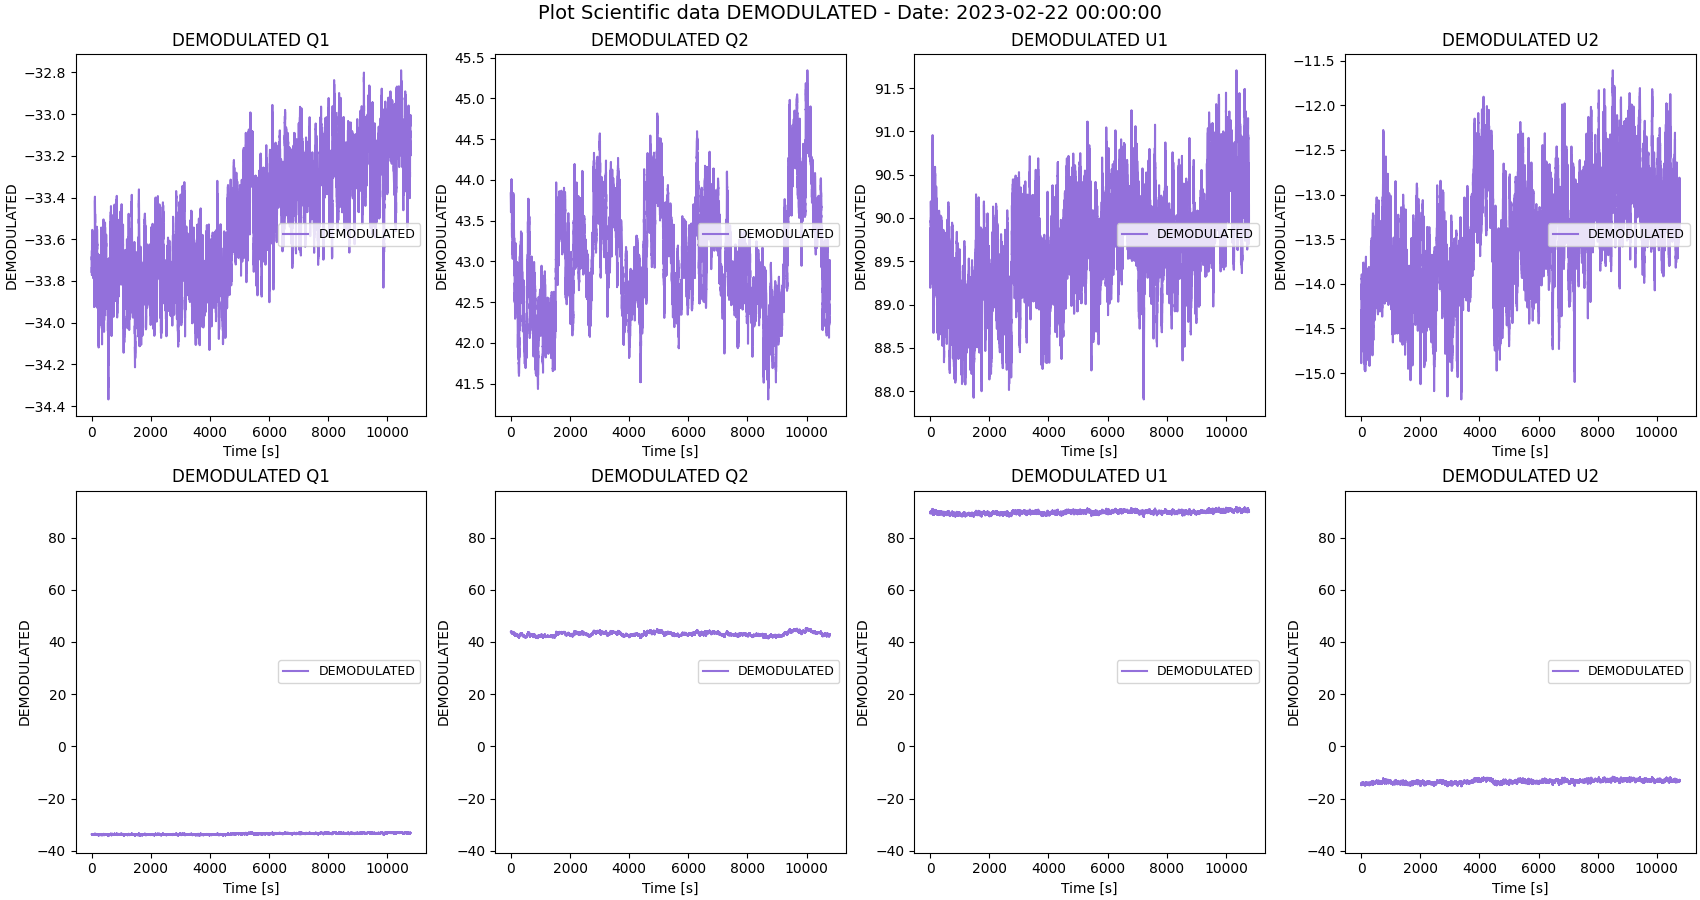 Plot Scientific data DEMODULATED - Date: 2023-02-22 00:00:00
DEMODULATED Q1
DEMODULATED
−32.8
−33.0
−33.2
−33.4
−33.6
−33.8
−34.0
−34.2
−34.4
DEMODULATED
0 2000 4000 6000 8000 10000
Time [s]
DEMODULATED Q2
DEMODULATED
45.5
45.0
44.5
44.0
43.5
43.0
42.5
42.0
41.5
DEMODULATED
0 2000 4000 6000 8000 10000
Time [s]
DEMODULATED U1
DEMODULATED
91.5
91.0
90.5
90.0
89.5
89.0
88.5
88.0
DEMODULATED
0 2000 4000 6000 8000 10000
Time [s]
DEMODULATED U2
DEMODULATED
−11.5
−12.0
−12.5
−13.0
−13.5
−14.0
−14.5
−15.0
DEMODULATED
0 2000 4000 6000 8000 10000
Time [s]
DEMODULATED Q1
DEMODULATED
80
60
40
20
0
−20
−40
DEMODULATED
0 2000 4000 6000 8000 10000
Time [s]
DEMODULATED Q2
DEMODULATED
80
60
40
20
0
−20
−40
DEMODULATED
0 2000 4000 6000 8000 10000
Time [s]
DEMODULATED U1
DEMODULATED
80
60
40
20
0
−20
−40
DEMODULATED
0 2000 4000 6000 8000 10000
Time [s]
DEMODULATED U2
DEMODULATED
80
60
40
20
0
−20
−40
DEMODULATED
0 2000 4000 6000 8000 10000
Time [s]